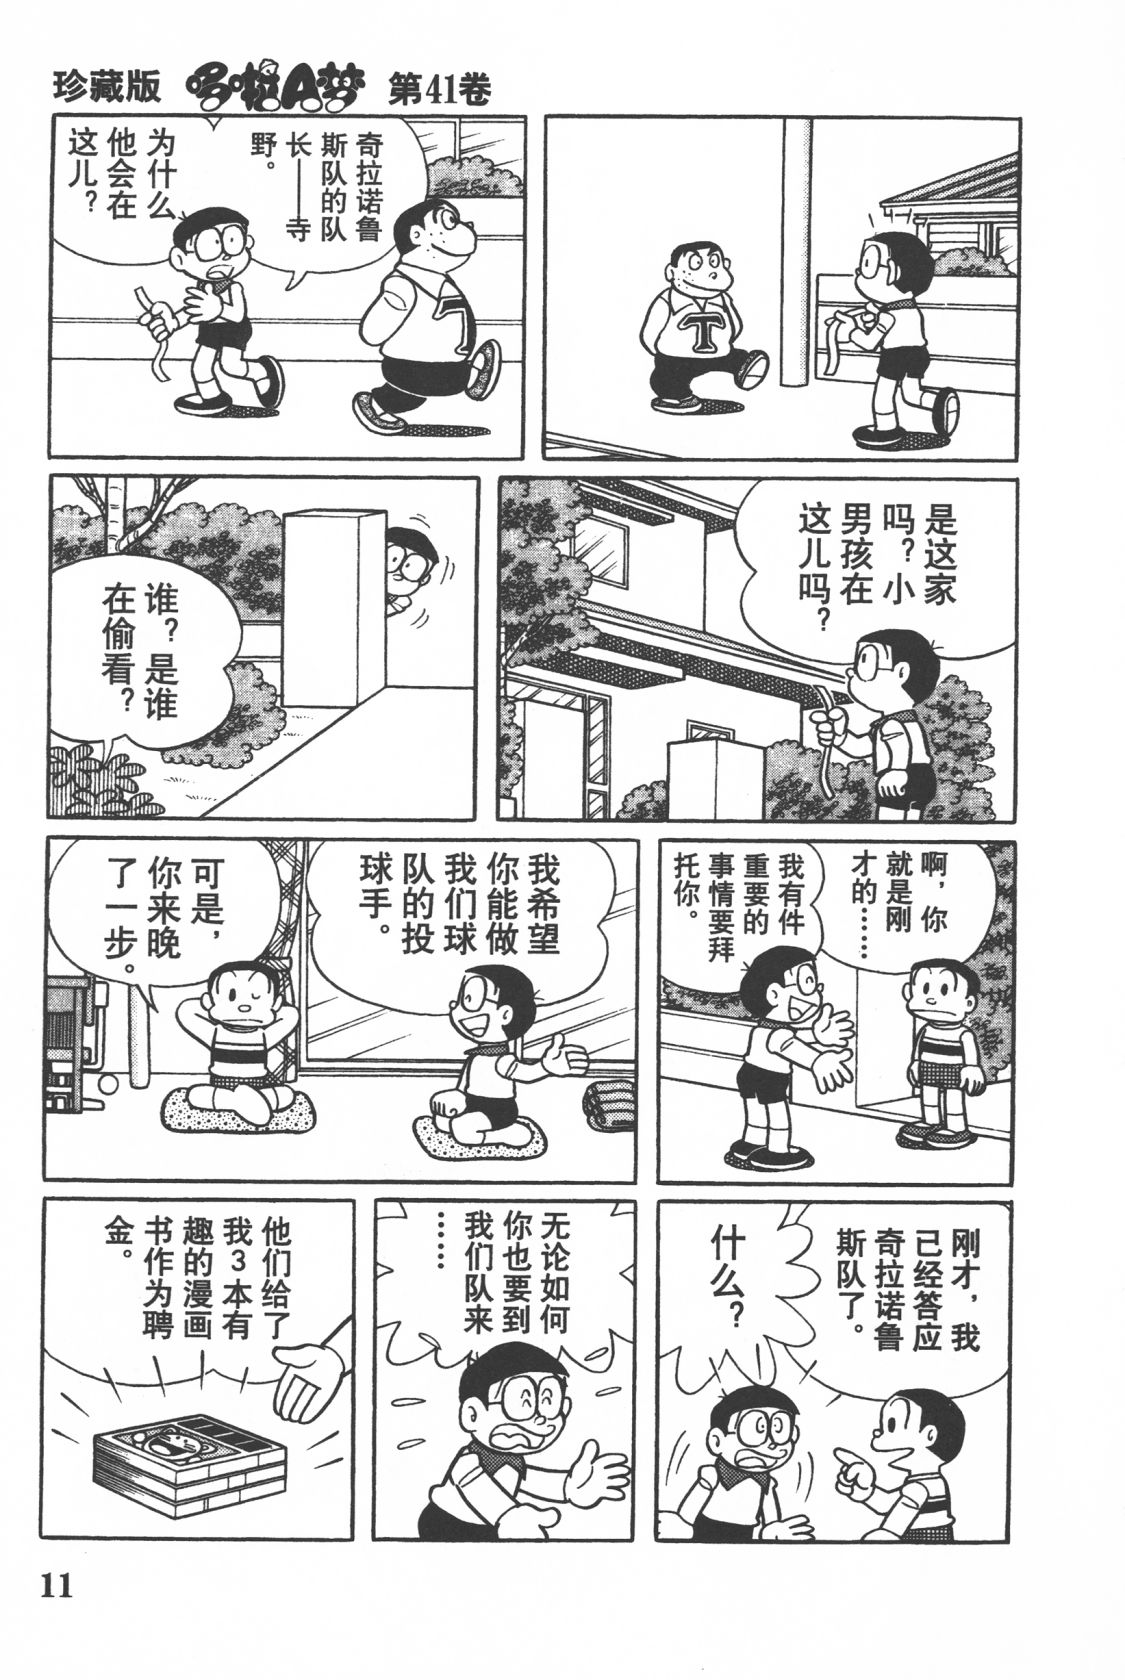 珍藏版 哆啦A梦 第41卷
奇拉诺鲁
斯队的队
长——寺
野。
为什么
他会在
这儿？
是这家
吗？小
男孩在
这儿吗？
谁？是谁
在偷看？
啊，你
就是刚
才的……
我有件
重要的
事情要拜
托你。
我希望
你能做
我们球
队的投
球手。
可是，
你来晚
了一步。
刚才，我
已经答应
奇拉诺鲁
斯队了。
什么？
无论如何
你也要到
我们队来
……
他们给了
我3本有
趣的漫画
书作为聘
金。
T
T
11